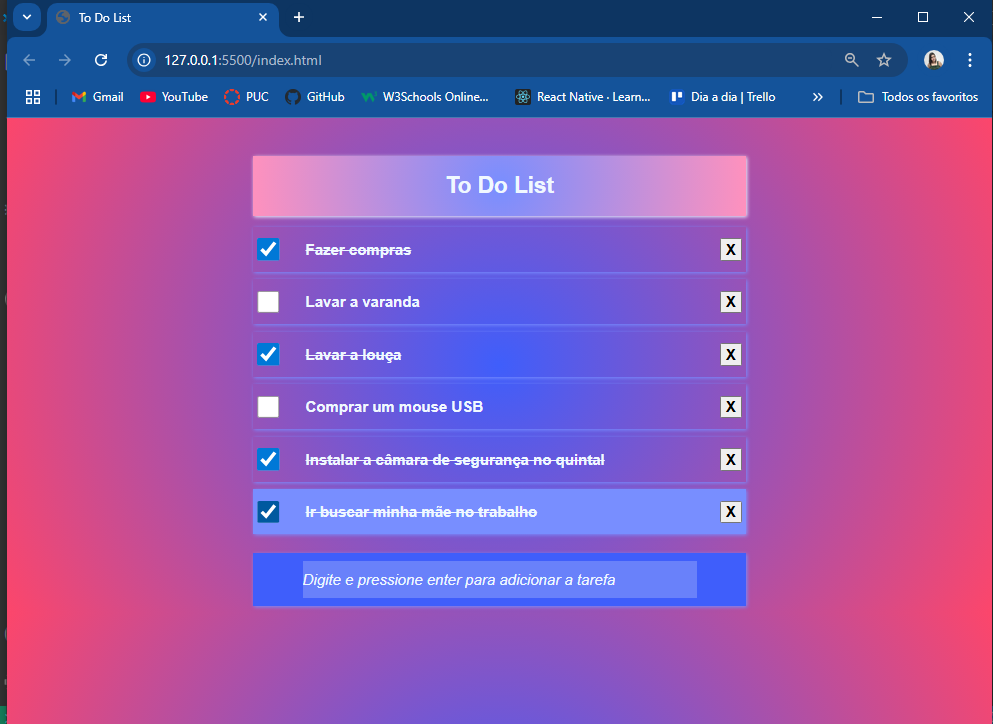 To Do List
127.0.0.1:5500/index.html
Gmail YouTube PUC GitHub W3Schools Online... React Native · Learn... Dia a dia | Trello Todos os favoritos
To Do List
Fazer compras X
Lavar a varanda X
Lavar a louça X
Comprar um mouse USB X
Instalar a câmara de segurança no quintal X
Ir buscar minha mãe no trabalho X
Digite e pressione enter para adicionar a tarefa